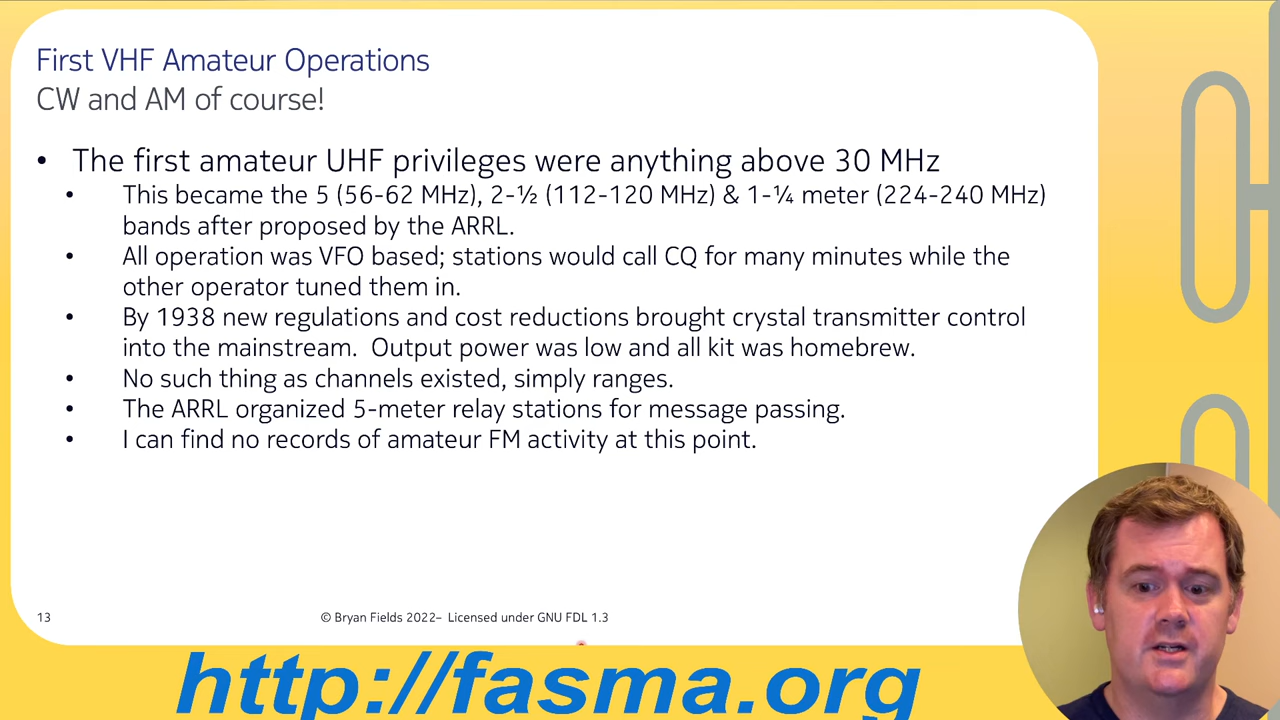 First VHF Amateur Operations
CW and AM of course!
• The first amateur UHF privileges were anything above 30 MHz
• This became the 5 (56-62 MHz), 2-½ (112-120 MHz) & 1-¼ meter (224-240 MHz)
bands after proposed by the ARRL.
• All operation was VFO based; stations would call CQ for many minutes while the
other operator tuned them in.
• By 1938 new regulations and cost reductions brought crystal transmitter control
into the mainstream.  Output power was low and all kit was homebrew.
• No such thing as channels existed, simply ranges.
• The ARRL organized 5-meter relay stations for message passing.
• I can find no records of amateur FM activity at this point.
13
© Bryan Fields 2022– Licensed under GNU FDL 1.3
http://fasma.org